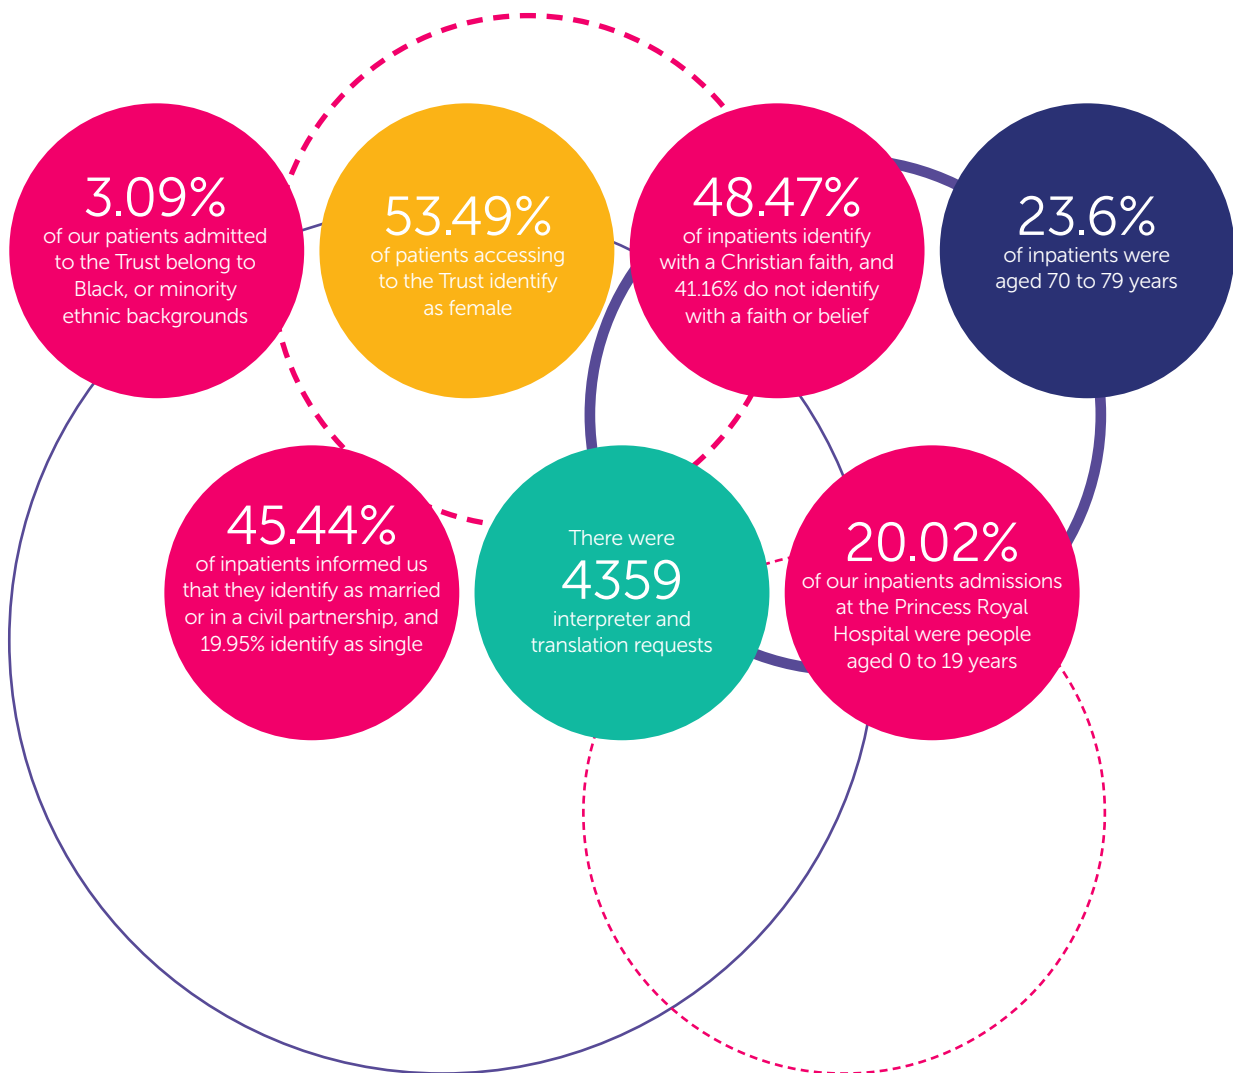 3.09%
of our patients admitted
to the Trust belong to
Black, or minority
ethnic backgrounds
53.49%
of patients accessing
to the Trust identify
as female
48.47%
of inpatients identify
with a Christian faith, and
41.16% do not identify
with a faith or belief
23.6%
of inpatients were
aged 70 to 79 years
45.44%
of inpatients informed us
that they identify as married
or in a civil partnership, and
19.95% identify as single
There were
4359
interpreter and
translation requests
20.02%
of our inpatients admissions
at the Princess Royal
Hospital were people
aged 0 to 19 years